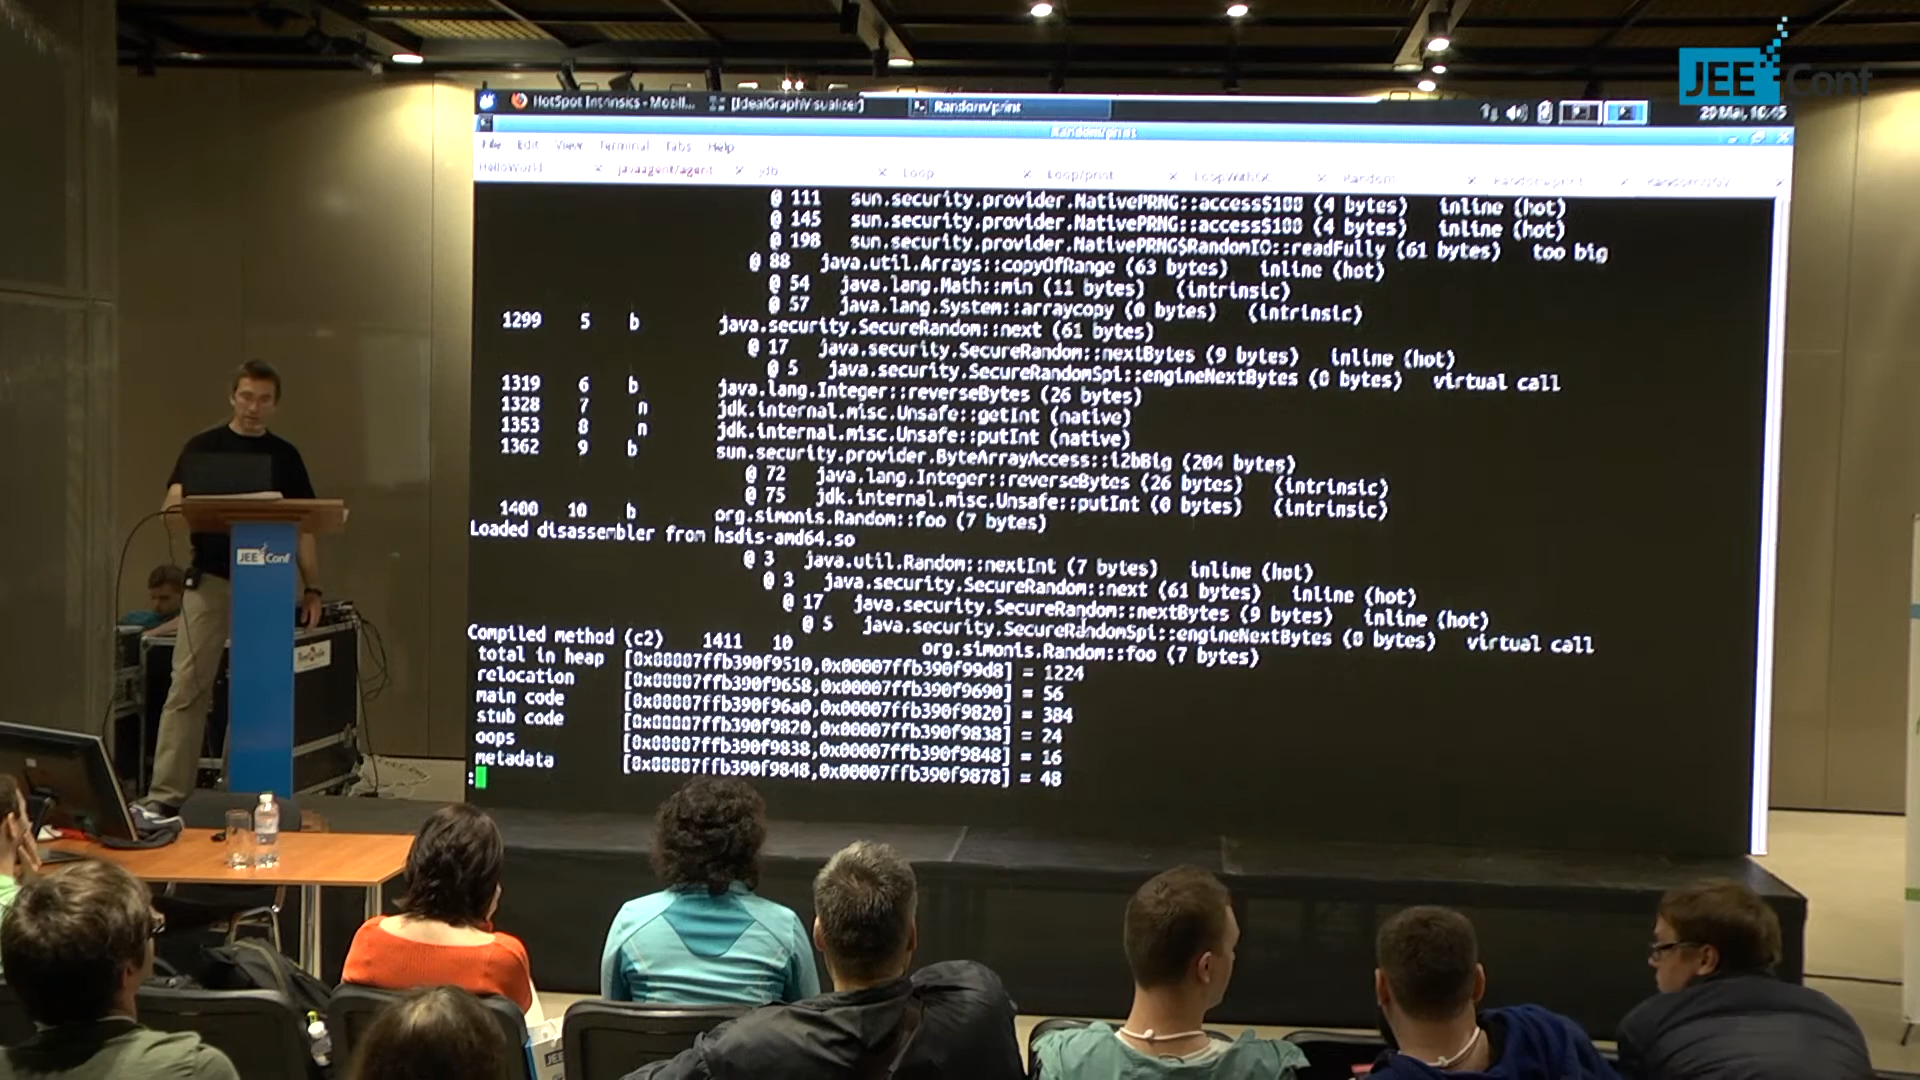 JEE Conf
HotSpot Intrinsics - Mozill... [IdealGraphVisualizer] Random/print 20 Mai, 10:45
Random/print
File Edit View Terminal Tabs Help
HelloWorld × javaagent/agent × jdb × Loop × Loop/print × × Random × Random/print ×
@ 111 sun.security.provider.NativePRNG::access$100 (4 bytes) inline (hot)
@ 145 sun.security.provider.NativePRNG::access$100 (4 bytes) inline (hot)
@ 198 sun.security.provider.NativePRNG$RandomIO::readFully (61 bytes) too big
@ 88 java.util.Arrays::copyOfRange (63 bytes) inline (hot)
@ 54 java.lang.Math::min (11 bytes) (intrinsic)
@ 57 java.lang.System::arraycopy (0 bytes) (intrinsic)
1299 5 b java.security.SecureRandom::next (61 bytes)
@ 17 java.security.SecureRandom::nextBytes (9 bytes) inline (hot)
@ 5 java.security.SecureRandomSpi::engineNextBytes (0 bytes) virtual call
1319 6 b java.lang.Integer::reverseBytes (26 bytes)
1328 7 n jdk.internal.misc.Unsafe::getInt (native)
1353 8 n jdk.internal.misc.Unsafe::putInt (native)
1362 9 b sun.security.provider.ByteArrayAccess::i2bBig (204 bytes)
@ 72 java.lang.Integer::reverseBytes (26 bytes) (intrinsic)
@ 75 jdk.internal.misc.Unsafe::putInt (0 bytes) (intrinsic)
1400 10 b org.simonis.Random::foo (7 bytes)
Loaded disassembler from hsdis-amd64.so
@ 3 java.util.Random::nextInt (7 bytes) inline (hot)
@ 3 java.security.SecureRandom::next (61 bytes) inline (hot)
@ 17 java.security.SecureRandom::nextBytes (9 bytes) inline (hot)
@ 5 java.security.SecureRandomSpi::engineNextBytes (0 bytes) virtual call
Compiled method (c2) 1411 10 org.simonis.Random::foo (7 bytes)
total in heap [0x00007ffb390f9510,0x00007ffb390f99d8] = 1224
relocation [0x00007ffb390f9658,0x00007ffb390f9690] = 56
main code [0x00007ffb390f96a0,0x00007ffb390f9820] = 384
stub code [0x00007ffb390f9820,0x00007ffb390f9838] = 24
oops [0x00007ffb390f9838,0x00007ffb390f9848] = 16
metadata [0x00007ffb390f9848,0x00007ffb390f9878] = 48
:
JEE Conf
JEE